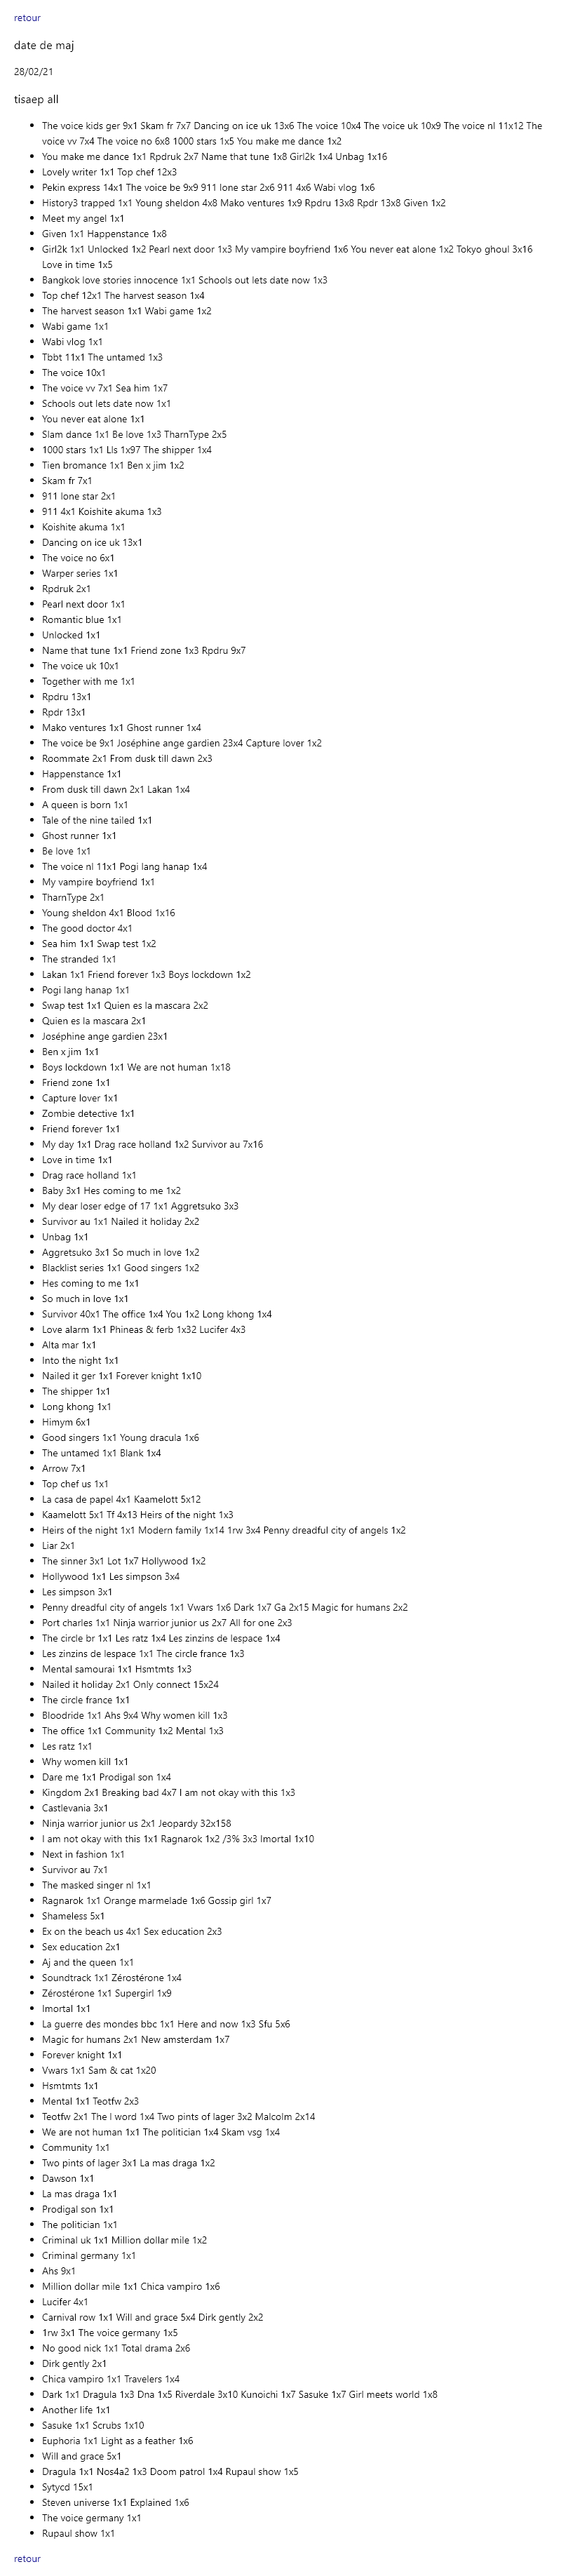 retour
date de maj
28/02/21
tisaep all
The voice kids ger 9x1 Skam fr 7x7 Dancing on ice uk 13x6 The voice 10x4 The voice uk 10x9 The voice nl 11x12 The
voice vv 7x4 The voice no 6x8 1000 stars 1x5 You make me dance 1x2
You make me dance 1x1 Rpdruk 2x7 Name that tune 1x8 Girl2k 1x4 Unbag 1x16
Lovely writer 1x1 Top chef 12x3
Pekin express 14x1 The voice be 9x9 911 lone star 2x6 911 4x6 Wabi vlog 1x6
History3 trapped 1x1 Young sheldon 4x8 Mako ventures 1x9 Rpdru 13x8 Rpdr 13x8 Given 1x2
Meet my angel 1x1
Given 1x1 Happenstance 1x8
Girl2k 1x1 Unlocked 1x2 Pearl next door 1x3 My vampire boyfriend 1x6 You never eat alone 1x2 Tokyo ghoul 3x16
Love in time 1x5
Bangkok love stories innocence 1x1 Schools out lets date now 1x3
Top chef 12x1 The harvest season 1x4
The harvest season 1x1 Wabi game 1x2
Wabi game 1x1
Wabi vlog 1x1
Tbbt 11x1 The untamed 1x3
The voice 10x1
The voice vv 7x1 Sea him 1x7
Schools out lets date now 1x1
You never eat alone 1x1
Slam dance 1x1 Be love 1x3 TharnType 2x5
1000 stars 1x1 Lls 1x97 The shipper 1x4
Tien bromance 1x1 Ben x jim 1x2
Skam fr 7x1
911 lone star 2x1
911 4x1 Koishite akuma 1x3
Koishite akuma 1x1
Dancing on ice uk 13x1
The voice no 6x1
Warper series 1x1
Rpdruk 2x1
Pearl next door 1x1
Romantic blue 1x1
Unlocked 1x1
Name that tune 1x1 Friend zone 1x3 Rpdru 9x7
The voice uk 10x1
Together with me 1x1
Rpdru 13x1
Rpdr 13x1
Mako ventures 1x1 Ghost runner 1x4
The voice be 9x1 Joséphine ange gardien 23x4 Capture lover 1x2
Roommate 2x1 From dusk till dawn 2x3
Happenstance 1x1
From dusk till dawn 2x1 Lakan 1x4
A queen is born 1x1
Tale of the nine tailed 1x1
Ghost runner 1x1
Be love 1x1
The voice nl 11x1 Pogi lang hanap 1x4
My vampire boyfriend 1x1
TharnType 2x1
Young sheldon 4x1 Blood 1x16
The good doctor 4x1
Sea him 1x1 Swap test 1x2
The stranded 1x1
Lakan 1x1 Friend forever 1x3 Boys lockdown 1x2
Pogi lang hanap 1x1
Swap test 1x1 Quien es la mascara 2x2
Quien es la mascara 2x1
Joséphine ange gardien 23x1
Ben x jim 1x1
Boys lockdown 1x1 We are not human 1x18
Friend zone 1x1
Capture lover 1x1
Zombie detective 1x1
Friend forever 1x1
My day 1x1 Drag race holland 1x2 Survivor au 7x16
Love in time 1x1
Drag race holland 1x1
Baby 3x1 Hes coming to me 1x2
My dear loser edge of 17 1x1 Aggretsuko 3x3
Survivor au 1x1 Nailed it holiday 2x2
Unbag 1x1
Aggretsuko 3x1 So much in love 1x2
Blacklist series 1x1 Good singers 1x2
Hes coming to me 1x1
So much in love 1x1
Survivor 40x1 The office 1x4 You 1x2 Long khong 1x4
Love alarm 1x1 Phineas & ferb 1x32 Lucifer 4x3
Alta mar 1x1
Into the night 1x1
Nailed it ger 1x1 Forever knight 1x10
The shipper 1x1
Long khong 1x1
Himym 6x1
Good singers 1x1 Young dracula 1x6
The untamed 1x1 Blank 1x4
Arrow 7x1
Top chef us 1x1
La casa de papel 4x1 Kaamelott 5x12
Kaamelott 5x1 Tf 4x13 Heirs of the night 1x3
Heirs of the night 1x1 Modern family 1x14 1rw 3x4 Penny dreadful city of angels 1x2
Liar 2x1
The sinner 3x1 Lot 1x7 Hollywood 1x2
Hollywood 1x1 Les simpson 3x4
Les simpson 3x1
Penny dreadful city of angels 1x1 Vwars 1x6 Dark 1x7 Ga 2x15 Magic for humans 2x2
Port charles 1x1 Ninja warrior junior us 2x7 All for one 2x3
The circle br 1x1 Les ratz 1x4 Les zinzins de lespace 1x4
Les zinzins de lespace 1x1 The circle france 1x3
Mental samourai 1x1 Hsmtmts 1x3
Nailed it holiday 2x1 Only connect 15x24
The circle france 1x1
Bloodride 1x1 Ahs 9x4 Why women kill 1x3
The office 1x1 Community 1x2 Mental 1x3
Les ratz 1x1
Why women kill 1x1
Dare me 1x1 Prodigal son 1x4
Kingdom 2x1 Breaking bad 4x7 I am not okay with this 1x3
Castlevania 3x1
Ninja warrior junior us 2x1 Jeopardy 32x158
I am not okay with this 1x1 Ragnarok 1x2 /3% 3x3 Imortal 1x10
Next in fashion 1x1
Survivor au 7x1
The masked singer nl 1x1
Ragnarok 1x1 Orange marmelade 1x6 Gossip girl 1x7
Shameless 5x1
Ex on the beach us 4x1 Sex education 2x3
Sex education 2x1
Aj and the queen 1x1
Soundtrack 1x1 Zérostérone 1x4
Zérostérone 1x1 Supergirl 1x9
Imortal 1x1
La guerre des mondes bbc 1x1 Here and now 1x3 Sfu 5x6
Magic for humans 2x1 New amsterdam 1x7
Forever knight 1x1
Vwars 1x1 Sam & cat 1x20
Hsmtmts 1x1
Mental 1x1 Teotfw 2x3
Teotfw 2x1 The l word 1x4 Two pints of lager 3x2 Malcolm 2x14
We are not human 1x1 The politician 1x4 Skam vsg 1x4
Community 1x1
Two pints of lager 3x1 La mas draga 1x2
Dawson 1x1
La mas draga 1x1
Prodigal son 1x1
The politician 1x1
Criminal uk 1x1 Million dollar mile 1x2
Criminal germany 1x1
Ahs 9x1
Million dollar mile 1x1 Chica vampiro 1x6
Lucifer 4x1
Carnival row 1x1 Will and grace 5x4 Dirk gently 2x2
1rw 3x1 The voice germany 1x5
No good nick 1x1 Total drama 2x6
Dirk gently 2x1
Chica vampiro 1x1 Travelers 1x4
Dark 1x1 Dragula 1x3 Dna 1x5 Riverdale 3x10 Kunoichi 1x7 Sasuke 1x7 Girl meets world 1x8
Another life 1x1
Sasuke 1x1 Scrubs 1x10
Euphoria 1x1 Light as a feather 1x6
Will and grace 5x1
Dragula 1x1 Nos4a2 1x3 Doom patrol 1x4 Rupaul show 1x5
Sytycd 15x1
Steven universe 1x1 Explained 1x6
The voice germany 1x1
Rupaul show 1x1
retour